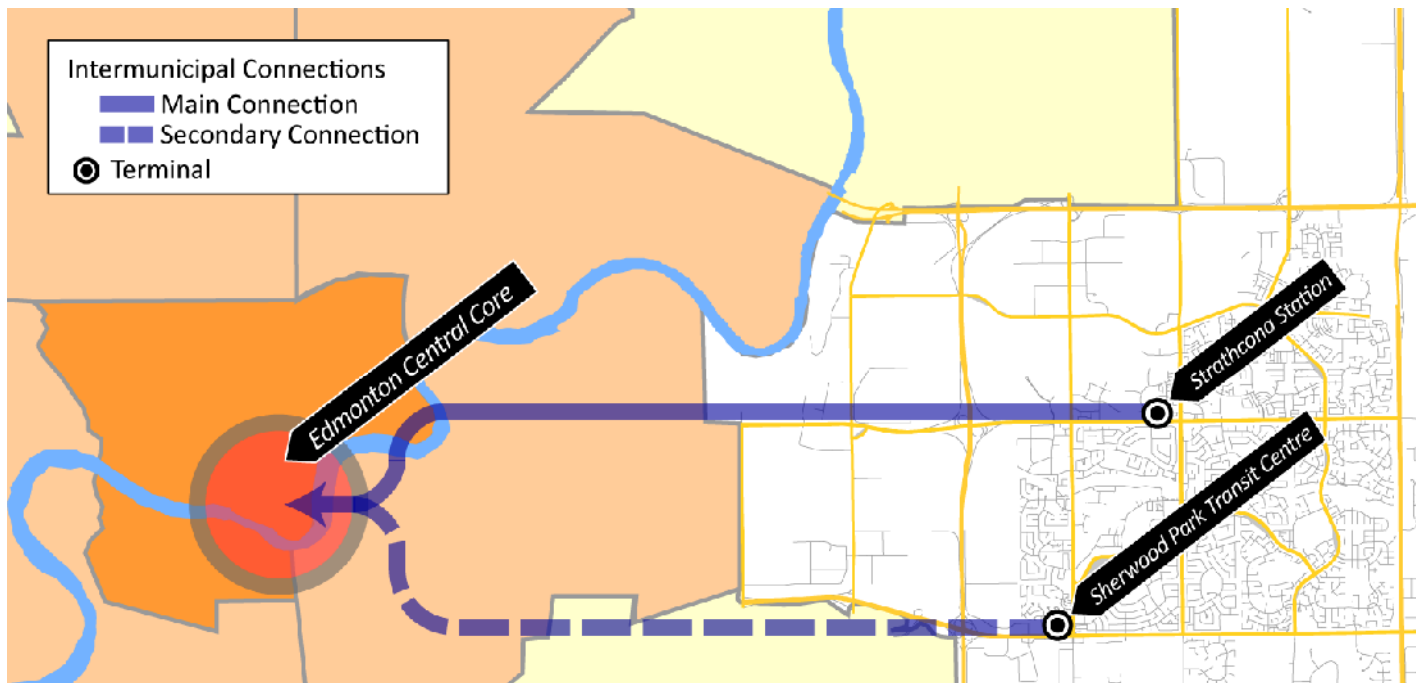 Intermunicipal Connections
Main Connection
Secondary Connection
Terminal
Edmonton Central Core
Strathcona Station
Sherwood Park Transit Centre